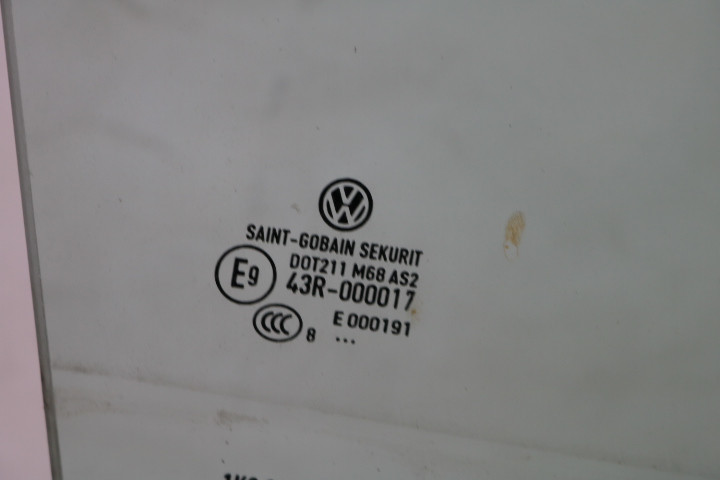 SAINT-GOBAIN SEKURIT
DOT211 M68 AS2
E9 43R-000017
CCC E 000191
8 ...